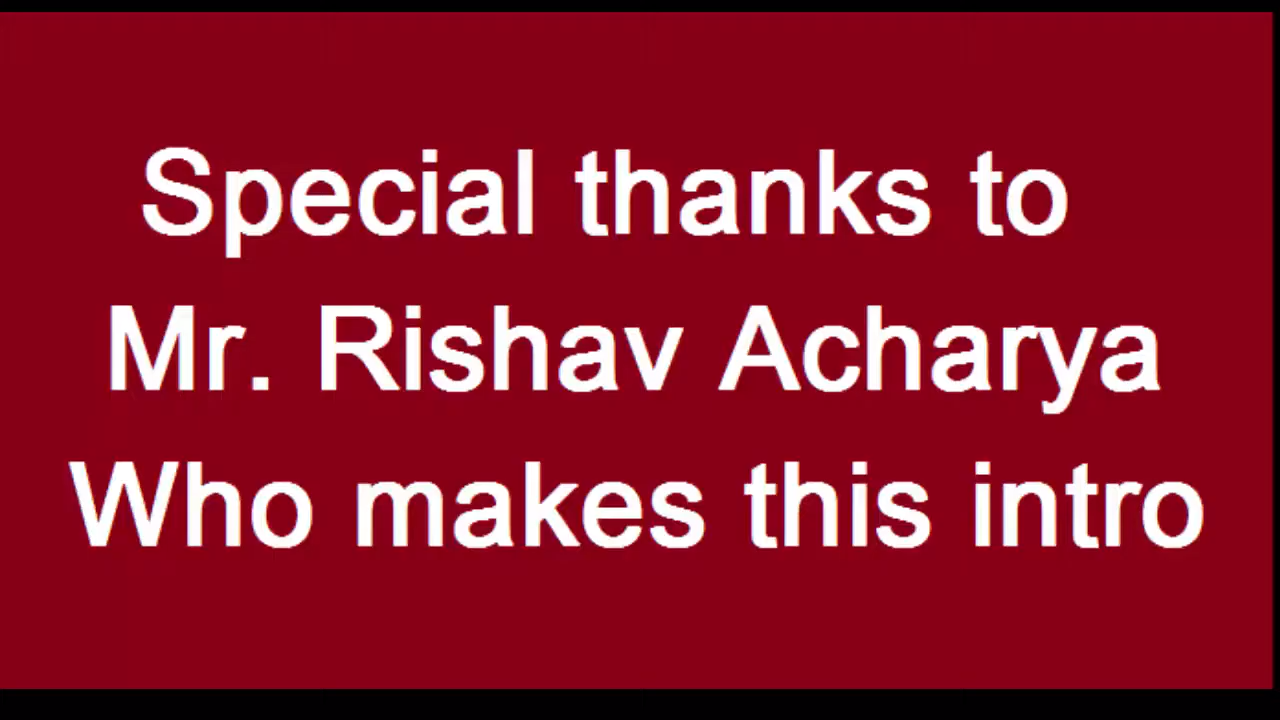 Special thanks to
Mr. Rishav Acharya
Who makes this intro